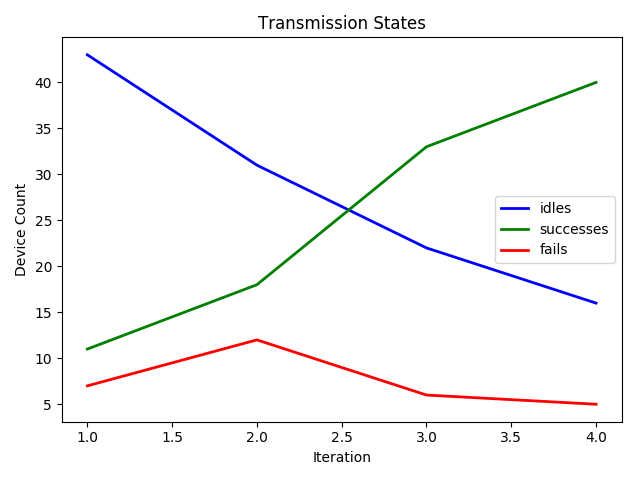 Transmission States
40
35
30
25
20
15
10
5
Device Count
idles
successes
fails
1.0 1.5 2.0 2.5 3.0 3.5 4.0
Iteration